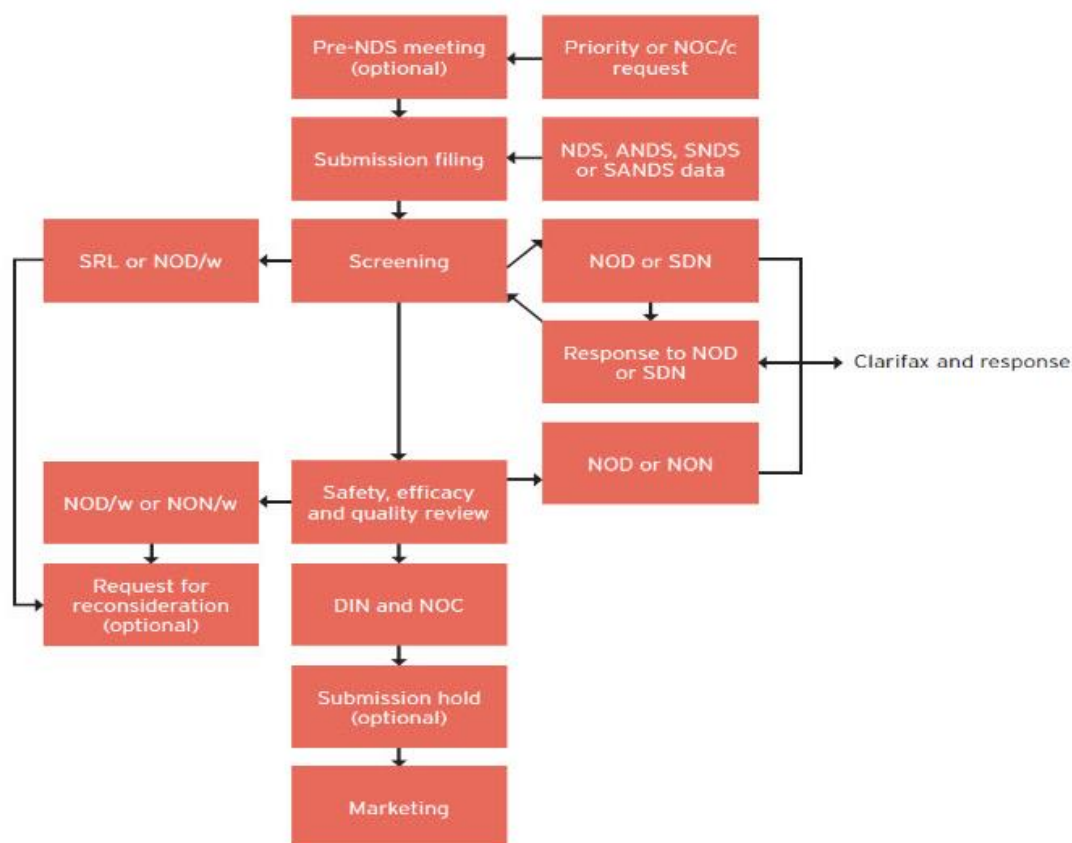 Pre-NDS meeting
(optional)
Priority or NOC/c
request
Submission filing
NDS, ANDS, SNDS
or SANDS data
SRL or NOD/w
Screening
NOD or SDN
Response to NOD
or SDN
Clarifax and response
NOD or NON
NOD/w or NON/w
Safety, efficacy
and quality review
Request for
reconsideration
(optional)
DIN and NOC
Submission hold
(optional)
Marketing